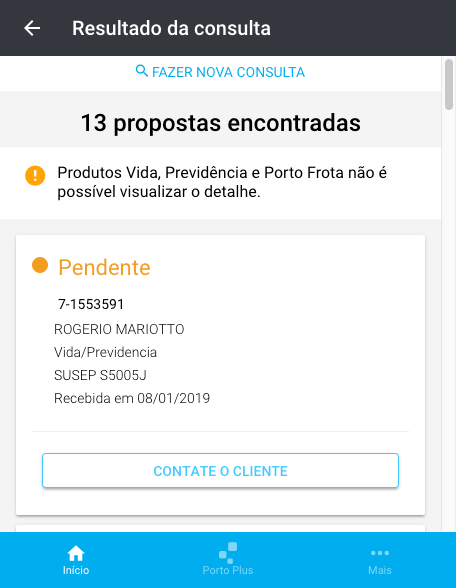 Resultado da consulta
FAZER NOVA CONSULTA
13 propostas encontradas
Produtos Vida, Previdência e Porto Frota não é
possível visualizar o detalhe.
Pendente
7-1553591
ROGERIO MARIOTTO
Vida/Previdencia
SUSEP S5005J
Recebida em 08/01/2019
CONTATE O CLIENTE
Início
Porto Plus
Mais